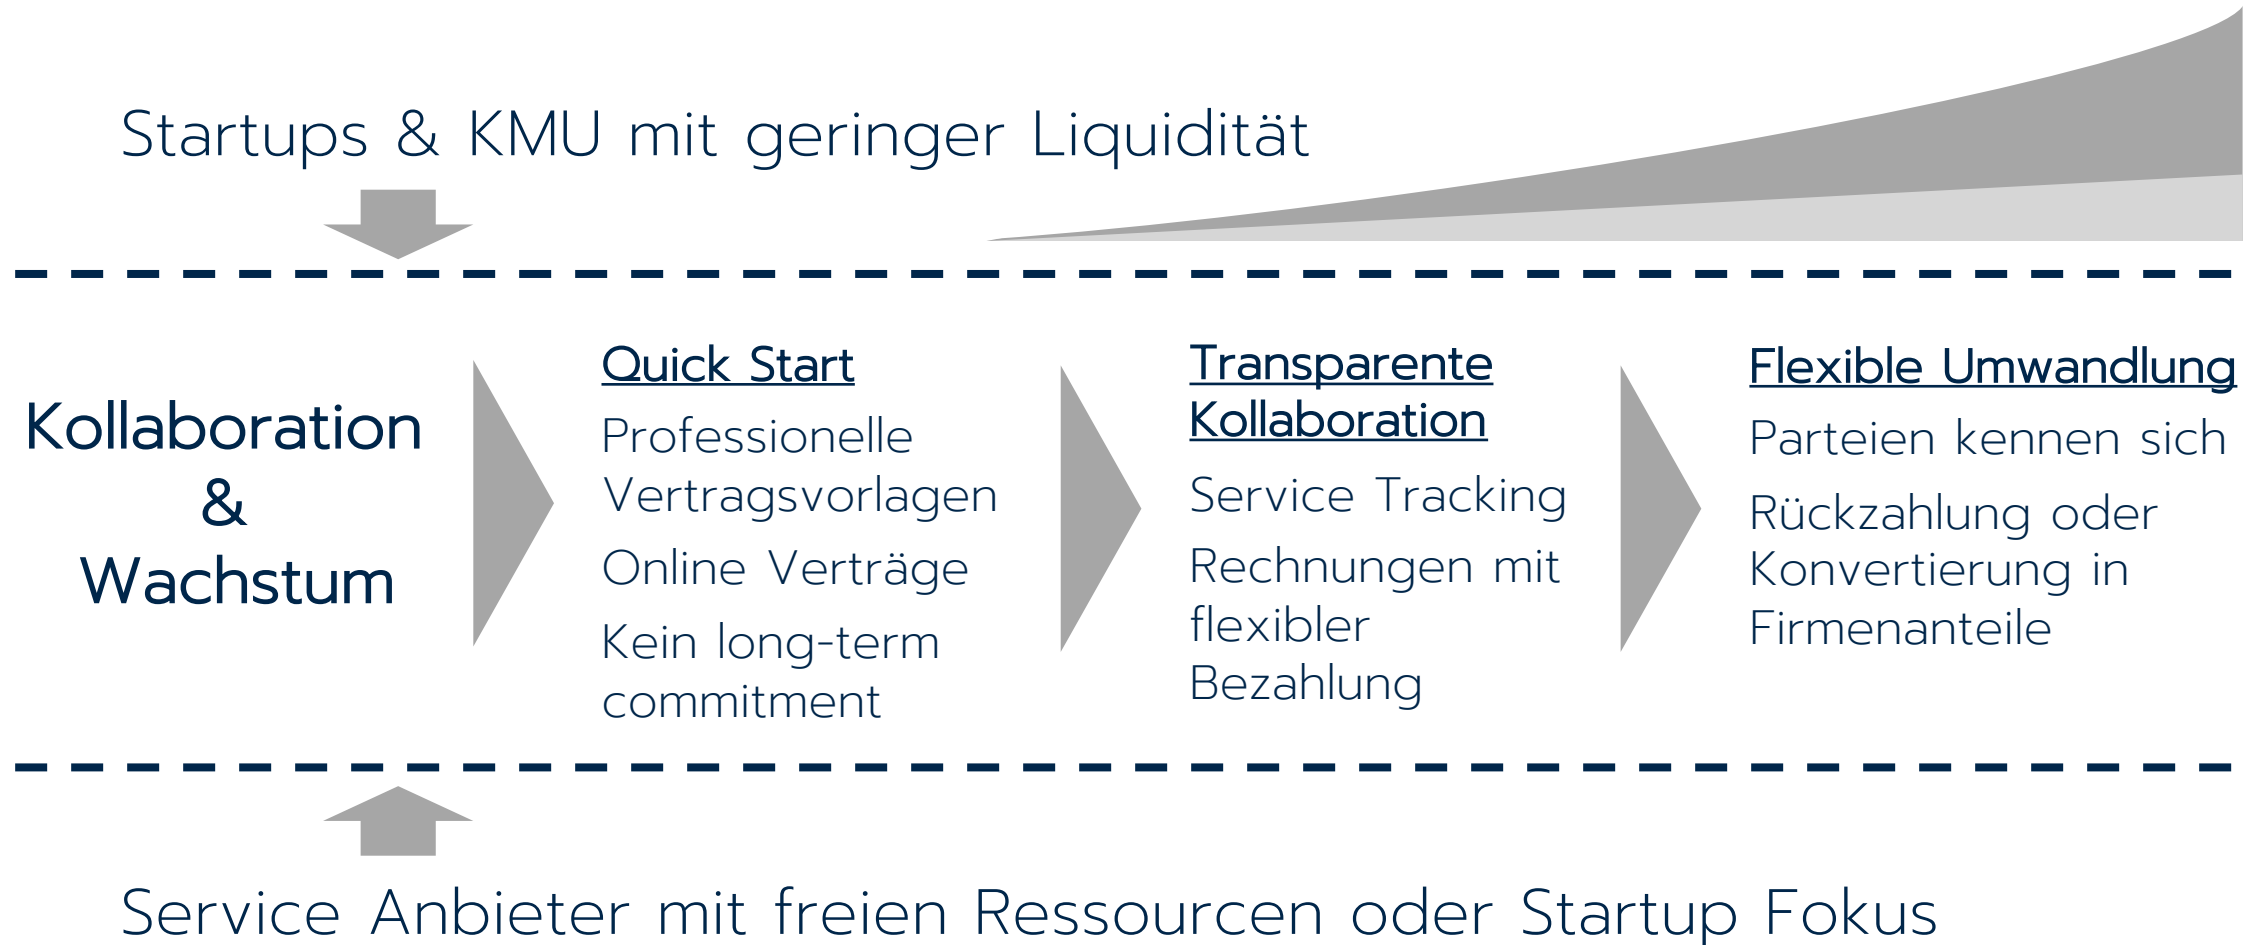 Startups & KMU mit geringer Liquidität
Kollaboration
&
Wachstum
Quick Start
Professionelle
Vertragsvorlagen
Online Verträge
Kein long-term
commitment
Transparente
Kollaboration
Service Tracking
Rechnungen mit
flexibler
Bezahlung
Flexible Umwandlung
Parteien kennen sich
Rückzahlung oder
Konvertierung in
Firmenanteile
Service Anbieter mit freien Ressourcen oder Startup Fokus